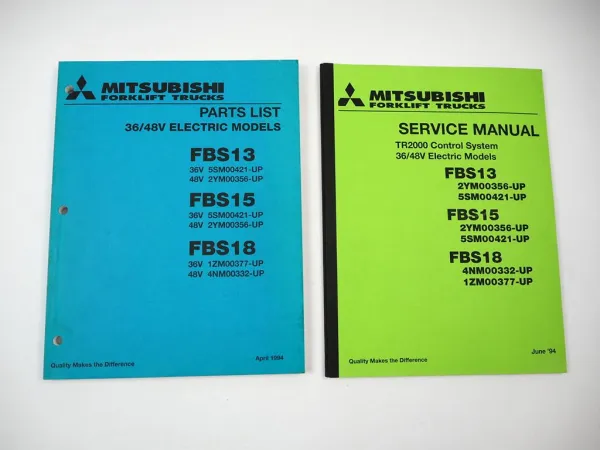 MITSUBISHI
FORKLIFT TRUCKS
PARTS LIST
36/48V ELECTRIC MODELS
FBS13
36V 5SM00421-UP
48V 2YM00356-UP
FBS15
36V 5SM00421-UP
48V 2YM00356-UP
FBS18
36V 1ZM00377-UP
48V 4NM00332-UP
Quality Makes the Difference
April 1994
MITSUBISHI
FORKLIFT TRUCKS
SERVICE MANUAL
TR2000 Control System
36/48V Electric Models
FBS13
2YM00356-UP
5SM00421-UP
FBS15
2YM00356-UP
5SM00421-UP
FBS18
4NM00332-UP
1ZM00377-UP
June '94
Quality Makes the Difference